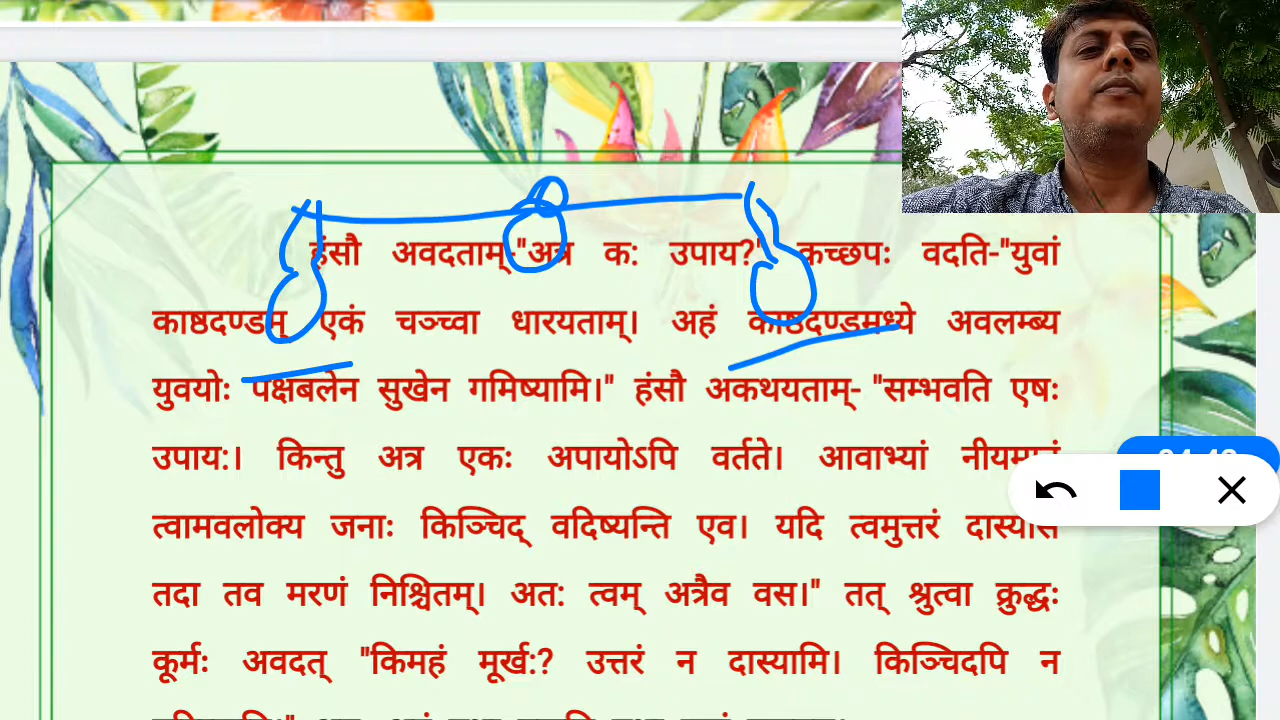 हंसौ अवदताम्-"अत्र क: उपाय?" कच्छपः वदति-"युवां
काष्ठदण्डम् एकं चञ्च्वा धारयताम्। अहं काष्ठदण्डमध्ये अवलम्ब्य
युवयोः पक्षबलेन सुखेन गमिष्यामि।" हंसौ अकथयताम्- "सम्भवति एषः
उपाय:। किन्तु अत्र एकः अपायोऽपि वर्तते। आवाभ्यां नीयमानं
त्वामवलोक्य जनाः किञ्चिद् वदिष्यन्ति एव। यदि त्वमुत्तरं दास्यसि
तदा तव मरणं निश्चितम्। अत: त्वम् अत्रैव वस।" तत् श्रुत्वा क्रुद्धः
कूर्मः अवदत् "किमहं मूर्ख:? उत्तरं न दास्यामि। किञ्चिदपि न